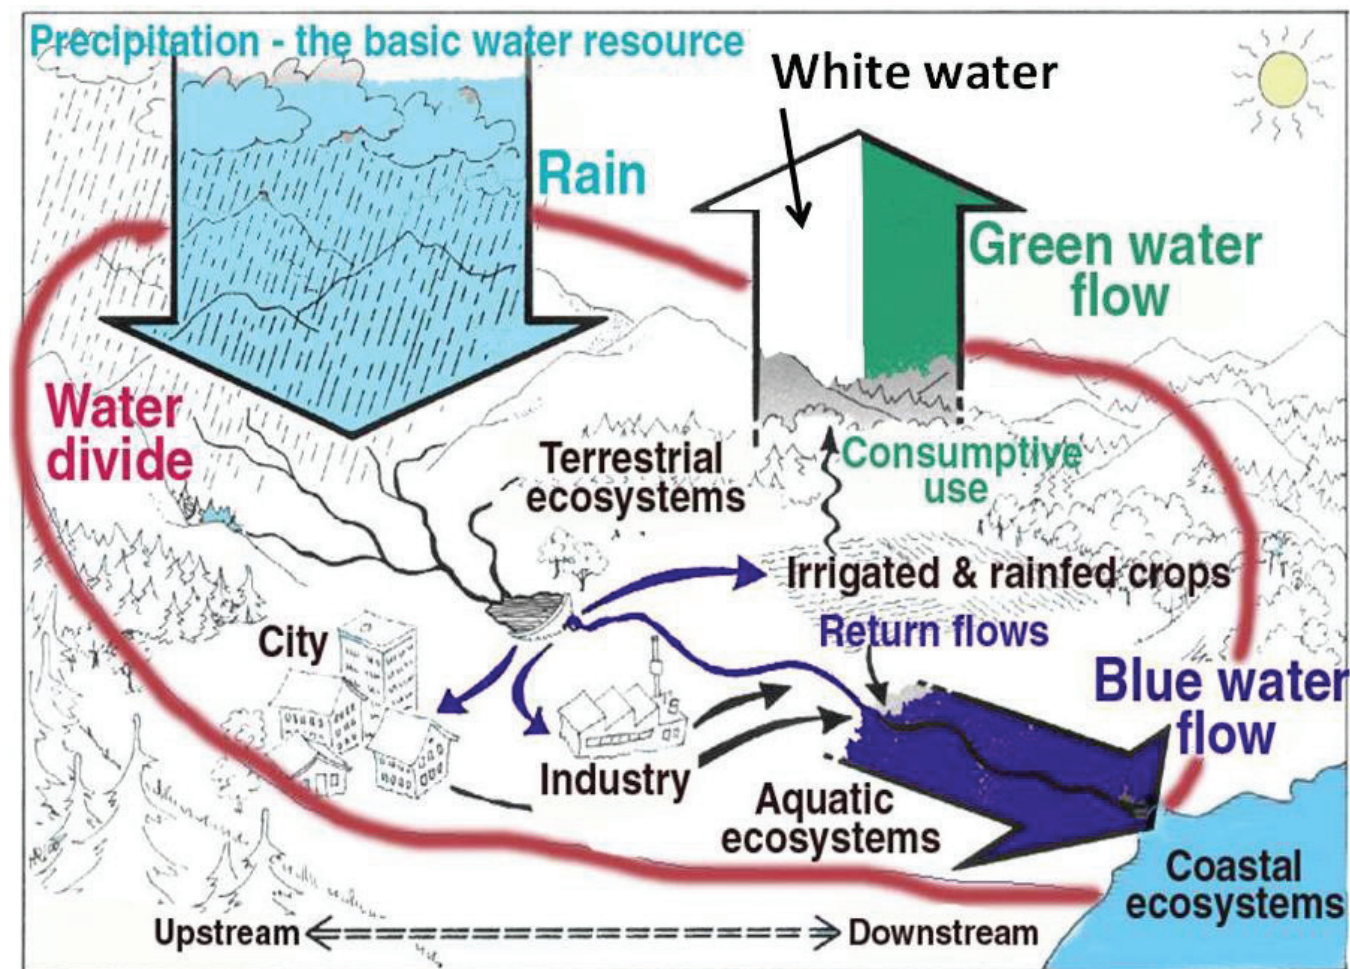 Precipitation - the basic water resource
White water
Rain
Green water
flow
Water
divide
Terrestrial
ecosystems
Consumptive
use
Irrigated & rainfed crops
City
Return flows
Blue water
flow
Industry
Aquatic
ecosystems
Coastal
ecosystems
Upstream
Downstream